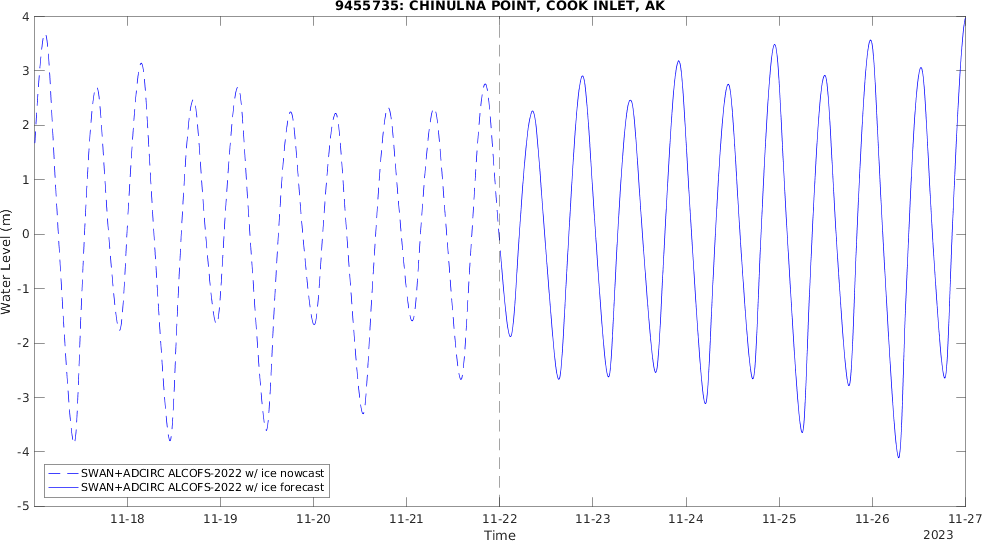 9455735: CHINULNA POINT, COOK INLET, AK
4
3
2
1
0
-1
-2
-3
-4
-5
Water Level (m)
SWAN+ADCIRC ALCOFS-2022 w/ ice nowcast
SWAN+ADCIRC ALCOFS-2022 w/ ice forecast
11-18 11-19 11-20 11-21 11-22 11-23 11-24 11-25 11-26 11-27
Time
2023